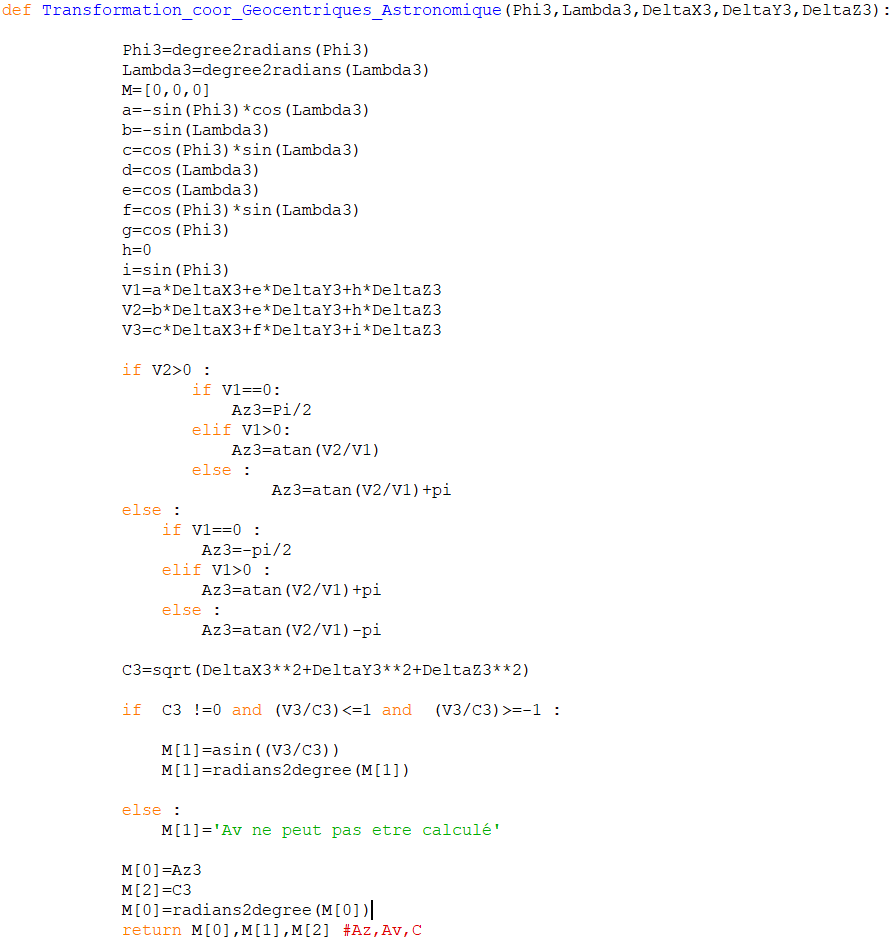 def Transformation_coor_Geocentriques_Astronomique(Phi3,Lambda3,DeltaX3,DeltaY3,DeltaZ3):
Phi3=degree2radians(Phi3)
Lambda3=degree2radians(Lambda3)
M=[0,0,0]
a=-sin(Phi3)*cos(Lambda3)
b=-sin(Lambda3)
c=cos(Phi3)*sin(Lambda3)
d=cos(Lambda3)
e=cos(Lambda3)
f=cos(Phi3)*sin(Lambda3)
g=cos(Phi3)
h=0
i=sin(Phi3)
V1=a*DeltaX3+e*DeltaY3+h*DeltaZ3
V2=b*DeltaX3+e*DeltaY3+h*DeltaZ3
V3=c*DeltaX3+f*DeltaY3+i*DeltaZ3
if V2>0 :
if V1==0:
Az3=Pi/2
elif V1>0:
Az3=atan(V2/V1)
else :
Az3=atan(V2/V1)+pi
else :
if V1==0 :
Az3=-pi/2
elif V1>0 :
Az3=atan(V2/V1)+pi
else :
Az3=atan(V2/V1)-pi
C3=sqrt(DeltaX3**2+DeltaY3**2+DeltaZ3**2)
if  C3 !=0 and (V3/C3)<=1 and  (V3/C3)>=-1 :
M[1]=asin((V3/C3))
M[1]=radians2degree(M[1])
else :
M[1]='Av ne peut pas etre calculé'
M[0]=Az3
M[2]=C3
M[0]=radians2degree(M[0])
return M[0],M[1],M[2] #Az,Av,C